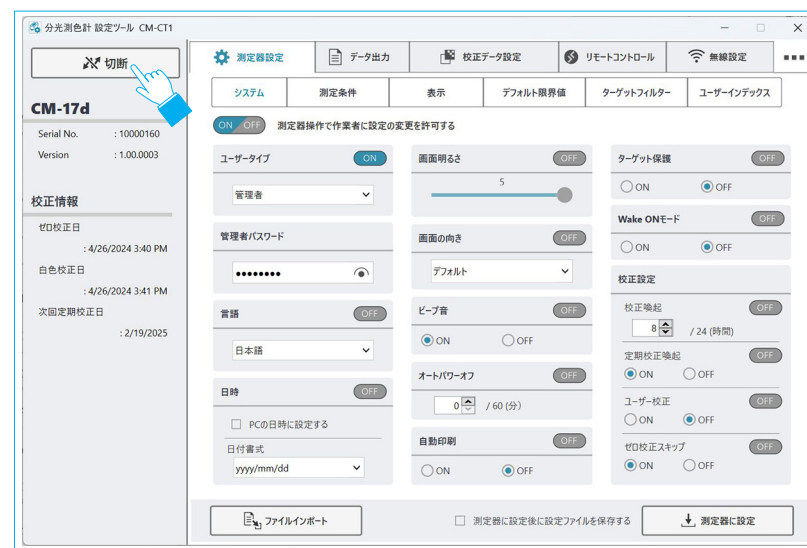 分光測色計 設定ツール CM-CT1
切断
CM-17d
Serial No. : 10000160
Version : 1.00.0003
校正情報
ゼロ校正日
: 4/26/2024 3:40 PM
白色校正日
: 4/26/2024 3:41 PM
次回定期校正日
: 2/19/2025
測定器設定
データ出力
校正データ設定
リモートコントロール
無線設定
システム
測定条件
表示
デフォルト限界値
ターゲットフィルター
ユーザーインデックス
ON OFF 測定器操作で作業者に設定の変更を許可する
ユーザータイプ ON
管理者
管理者パスワード
●●●●●●●●
言語 OFF
日本語
日時 OFF
PCの日時に設定する
日付書式
yyyy/mm/dd
画面明るさ OFF
5
画面の向き OFF
デフォルト
ビープ音 OFF
ON OFF
オートパワーオフ OFF
0 / 60 (分)
自動印刷 OFF
ON OFF
ターゲット保護 OFF
ON OFF
Wake ONモード OFF
ON OFF
校正設定
校正喚起 OFF
8 / 24 (時間)
定期校正喚起 OFF
ON OFF
ユーザー校正 OFF
ON OFF
ゼロ校正スキップ OFF
ON OFF
ファイルインポート
測定器に設定後に設定ファイルを保存する
測定器に設定